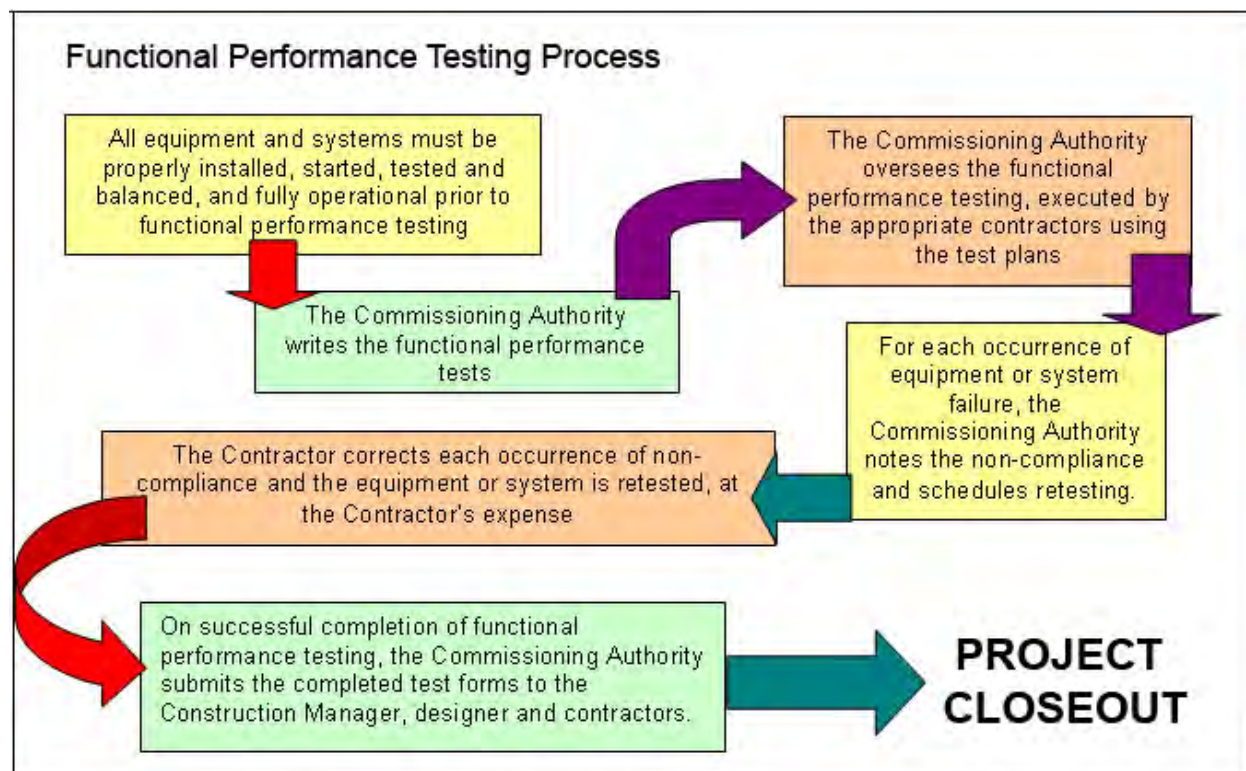 Functional Performance Testing Process
All equipment and systems must be
properly installed, started, tested and
balanced, and fully operational prior to
functional performance testing
The Commissioning Authority
writes the functional performance
tests
The Commissioning Authority
oversees the functional
performance testing, executed by
the appropriate contractors using
the test plans
For each occurrence of
equipment or system
failure, the
Commissioning Authority
notes the non-compliance
and schedules retesting.
The Contractor corrects each occurrence of non-
compliance and the equipment or system is retested, at
the Contractor's expense
On successful completion of functional
performance testing, the Commissioning Authority
submits the completed test forms to the
Construction Manager, designer and contractors.
PROJECT
CLOSEOUT